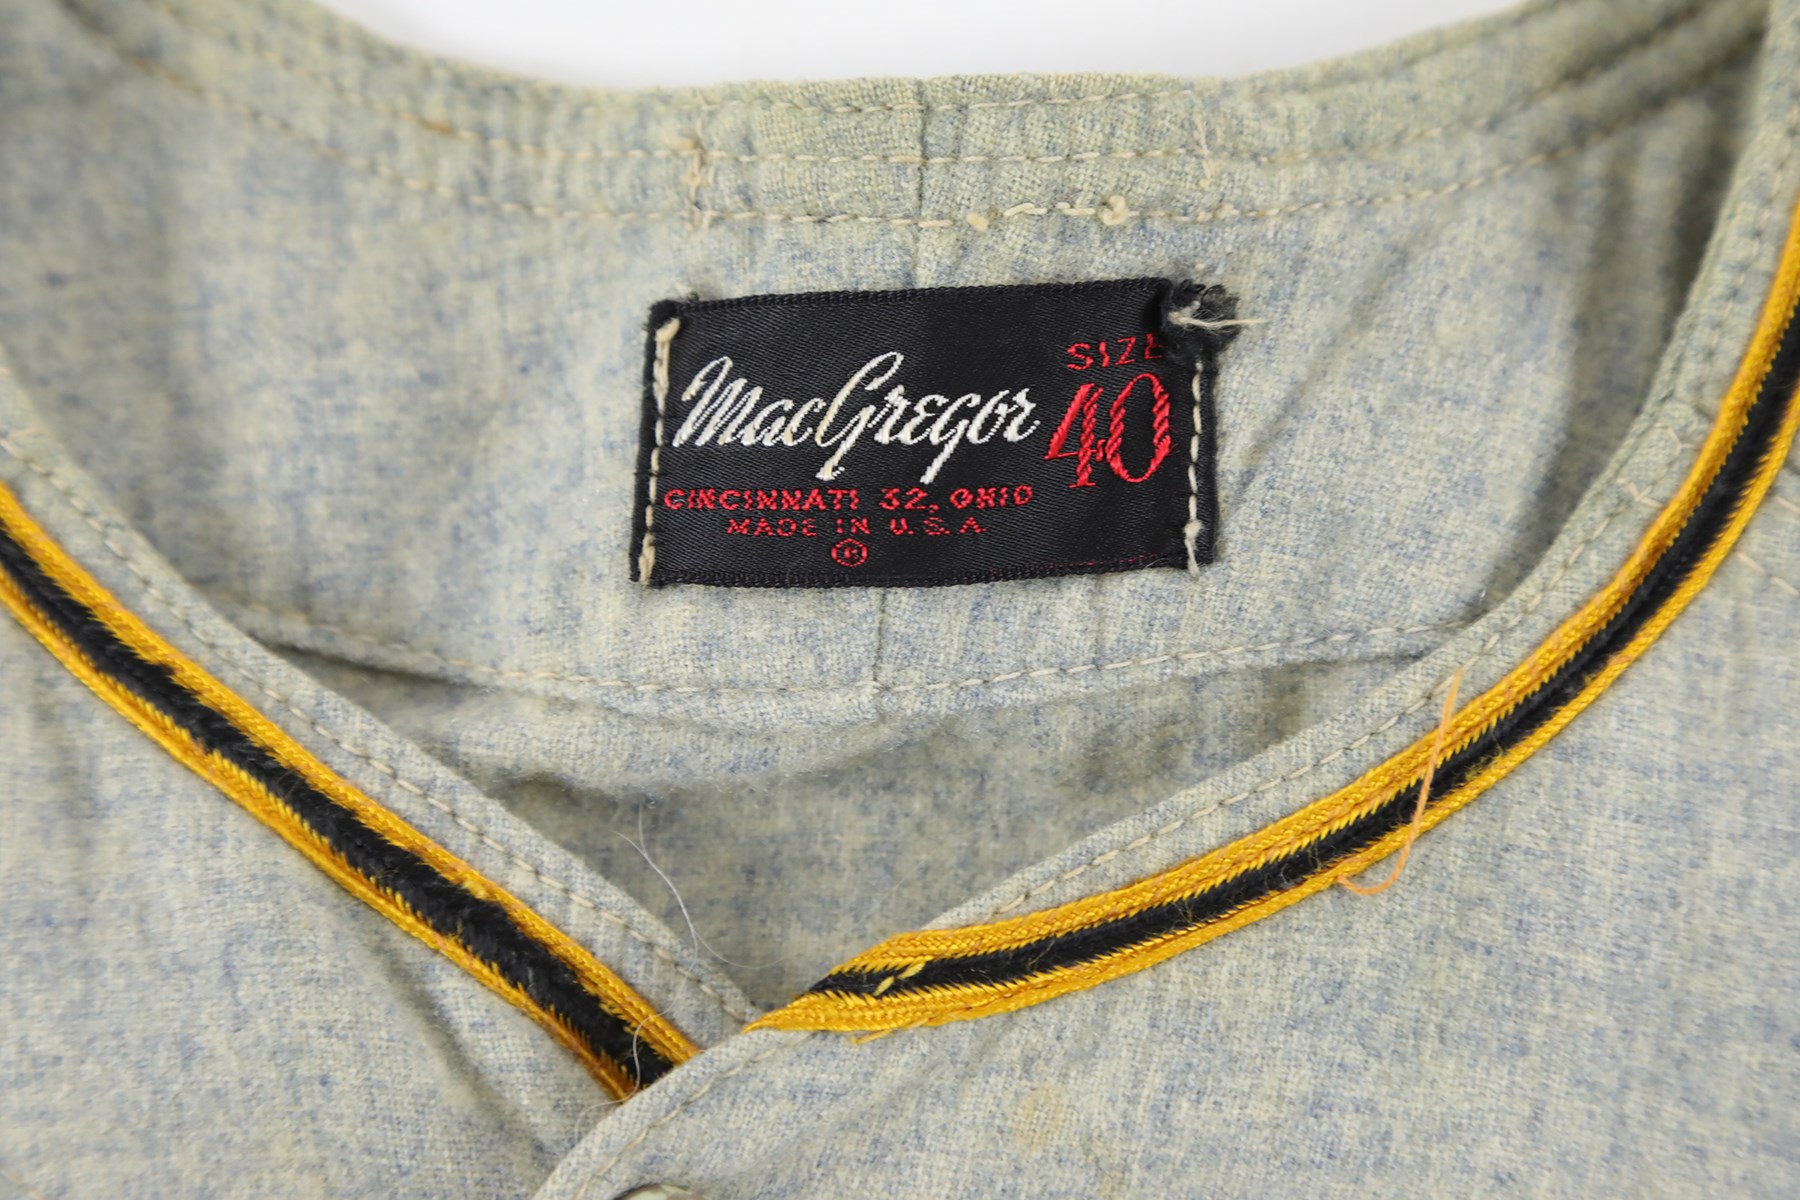 MacGregor
SIZE
40
CINCINNATI 32, OHIO
MADE IN U.S.A.